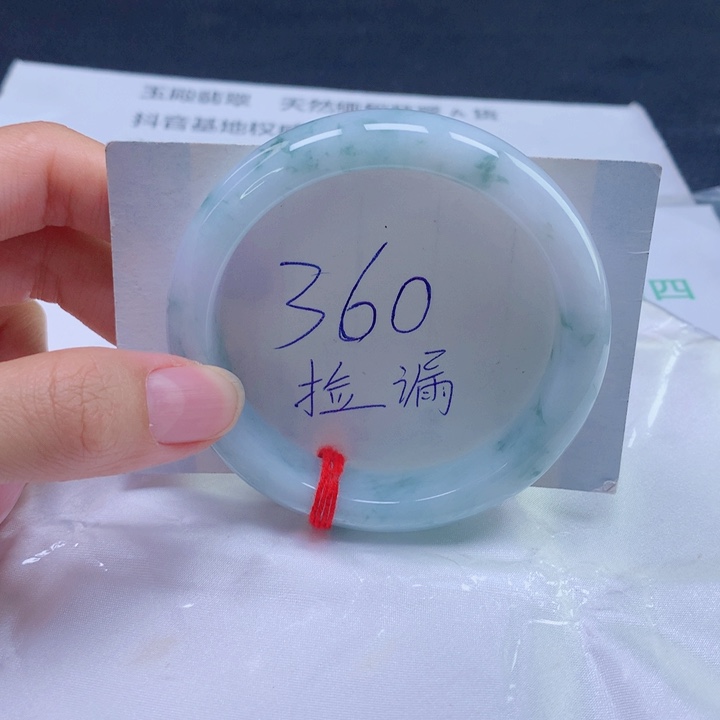 玉殿翡翠 天然
抖音基地权
360
捡漏
四